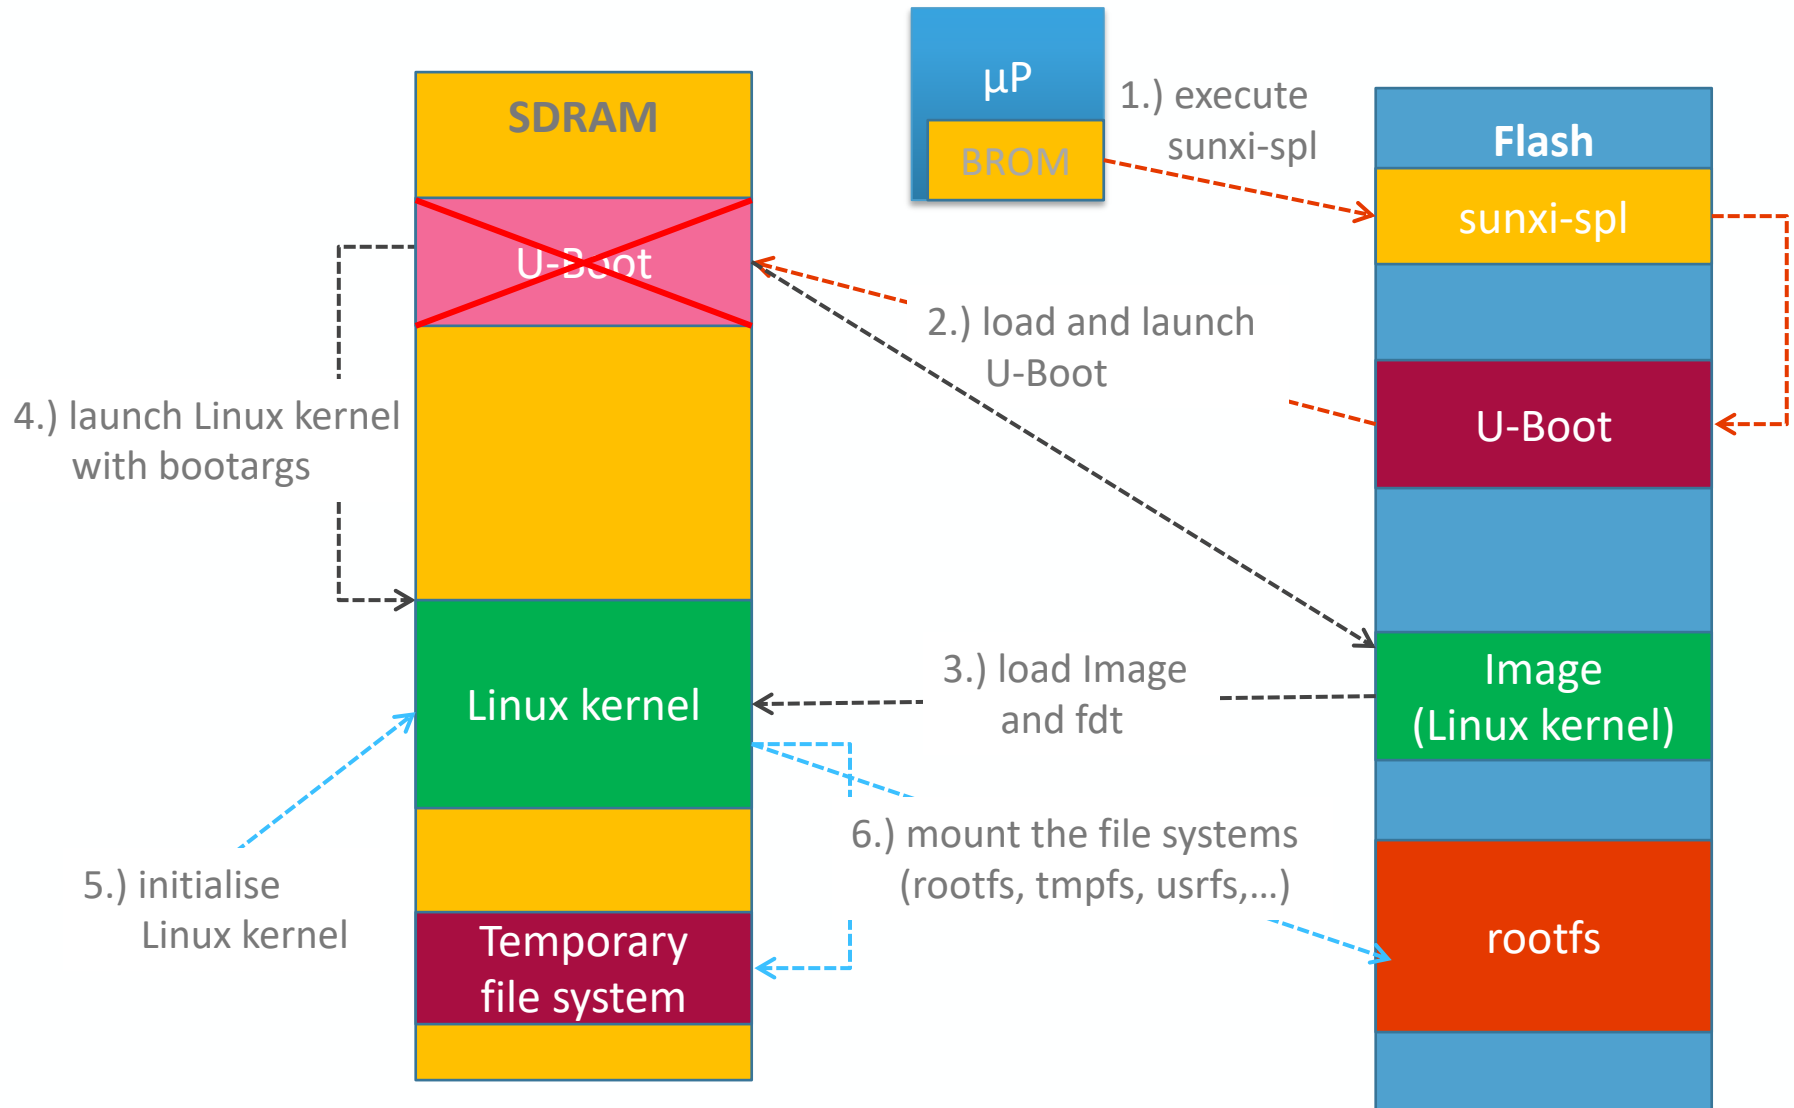 µP
BROM
1.) execute
sunxi-spl
SDRAM
U-Boot
Flash
sunxi-spl
2.) load and launch
U-Boot
U-Boot
4.) launch Linux kernel
with bootargs
Linux kernel
3.) load Image
and fdt
Image
(Linux kernel)
5.) initialise
Linux kernel
6.) mount the file systems
(rootfs, tmpfs, usrfs,...)
Temporary
file system
rootfs